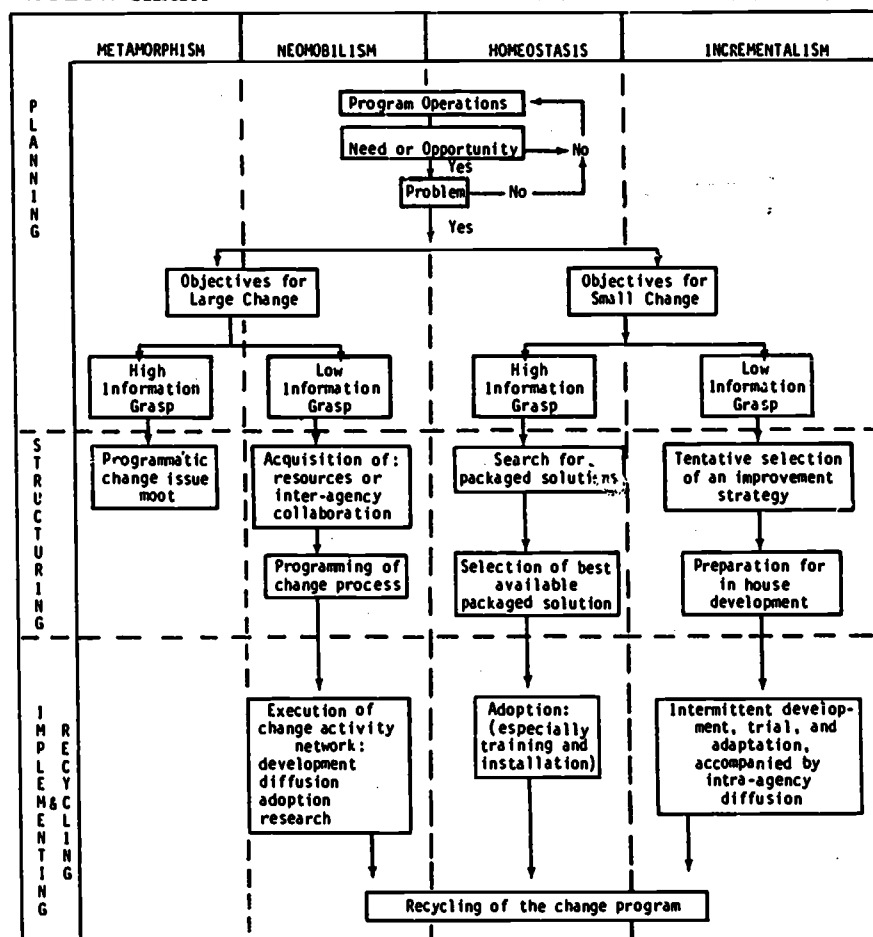 METAMORPHISM NEOMOBILISM HOMEOSTASIS INCREMENTALISM
PLANNING
Program Operations
Need or Opportunity
No
Yes
Problem
No
Yes
Objectives for
Large Change
Objectives for
Small Change
High
Information
Grasp
Low
Information
Grasp
High
Information
Grasp
Low
Information
Grasp
STRUCTURING
Programmatic
change issue
moot
Acquisition of:
resources or
inter-agency
collaboration
Search for
packaged solutions
Tentative selection
of an improvement
strategy
Programming of
change process
Selection of best
available
packaged solution
Preparation for
in house
development
IMPLEMENTING
&
RECYCLING
Execution of
change activity
network:
development
diffusion
adoption
research
Adoption:
(especially
training and
installation)
Intermittent develop-
ment, trial, and
adaptation,
accompanied by
intra-agency
diffusion
Recycling of the change program